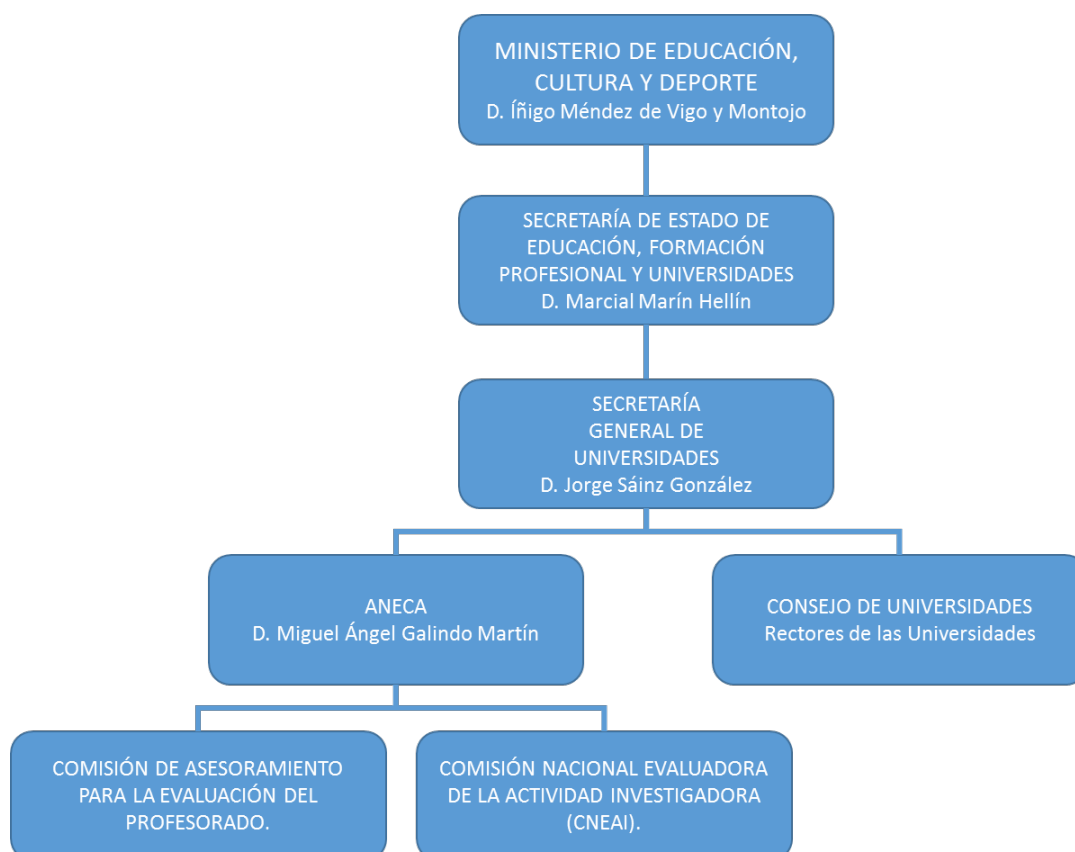 MINISTERIO DE EDUCACIÓN,
CULTURA Y DEPORTE
D. Íñigo Méndez de Vigo y Montojo
SECRETARÍA DE ESTADO DE
EDUCACIÓN, FORMACIÓN
PROFESIONAL Y UNIVERSIDADES
D. Marcial Marín Hellín
SECRETARÍA
GENERAL DE
UNIVERSIDADES
D. Jorge Sáinz González
ANECA
D. Miguel Ángel Galindo Martín
CONSEJO DE UNIVERSIDADES
Rectores de las Universidades
COMISIÓN DE ASESORAMIENTO
PARA LA EVALUACIÓN DEL
PROFESORADO.
COMISIÓN NACIONAL EVALUADORA
DE LA ACTIVIDAD INVESTIGADORA
(CNEAI).